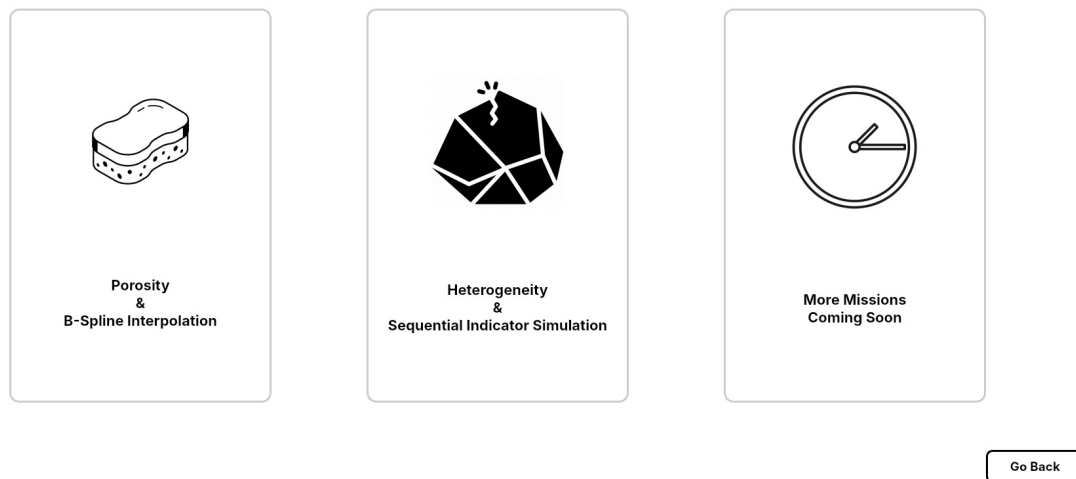 Porosity
&
B-Spline Interpolation
Heterogeneity
&
Sequential Indicator Simulation
More Missions
Coming Soon
Go Back